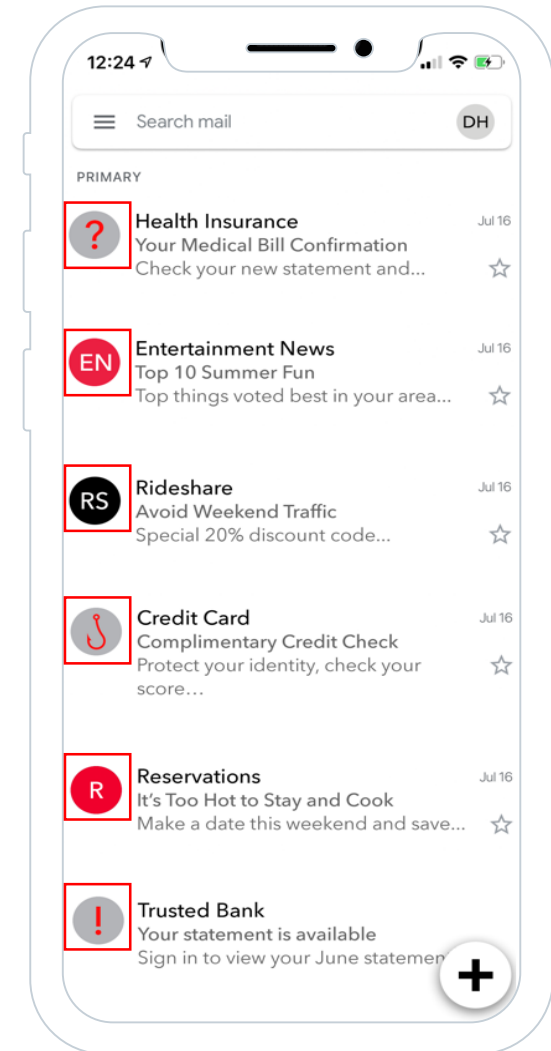 12:24
Search mail
DH
PRIMARY
?
Health Insurance
Jul 16
Your Medical Bill Confirmation
Check your new statement and...
EN
Entertainment News
Jul 16
Top 10 Summer Fun
Top things voted best in your area...
RS
Rideshare
Jul 16
Avoid Weekend Traffic
Special 20% discount code...
Credit Card
Jul 16
Complimentary Credit Check
Protect your identity, check your
score...
R
Reservations
Jul 16
It's Too Hot to Stay and Cook
Make a date this weekend and save...
!
Trusted Bank
Your statement is available
Sign in to view your June statemen
+